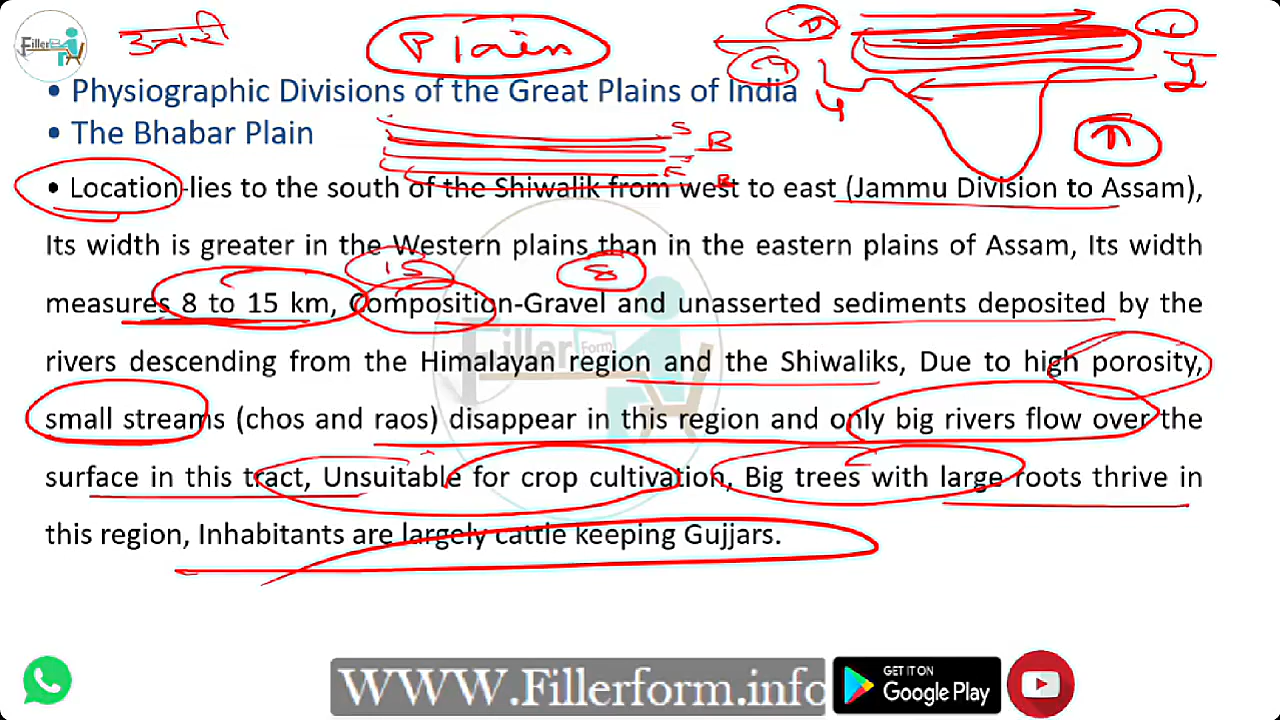 Filler Form
Plain
• Physiographic Divisions of the Great Plains of India
• The Bhabar Plain
S
B
15
8
• Location-lies to the south of the Shiwalik from west to east (Jammu Division to Assam),
Its width is greater in the Western plains than in the eastern plains of Assam, Its width
measures 8 to 15 km, Composition-Gravel and unasserted sediments deposited by the
rivers descending from the Himalayan region and the Shiwaliks, Due to high porosity,
small streams (chos and raos) disappear in this region and only big rivers flow over the
surface in this tract, Unsuitable for crop cultivation, Big trees with large roots thrive in
this region, Inhabitants are largely cattle keeping Gujjars.
Filler Form
WWW.Fillerform.info
GET IT ON
Google Play